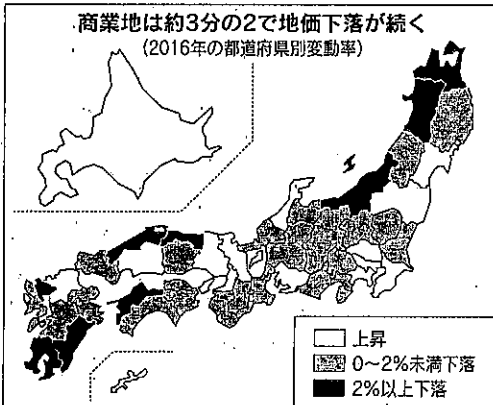 商業地は約3分の2で地価下落が続く
(2016年の都道府県別変動率)
上昇
0〜2%未満下落
2%以上下落